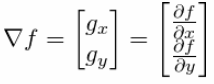 ∇f = [g_x; g_y] = [∂f/∂x; ∂f/∂y]